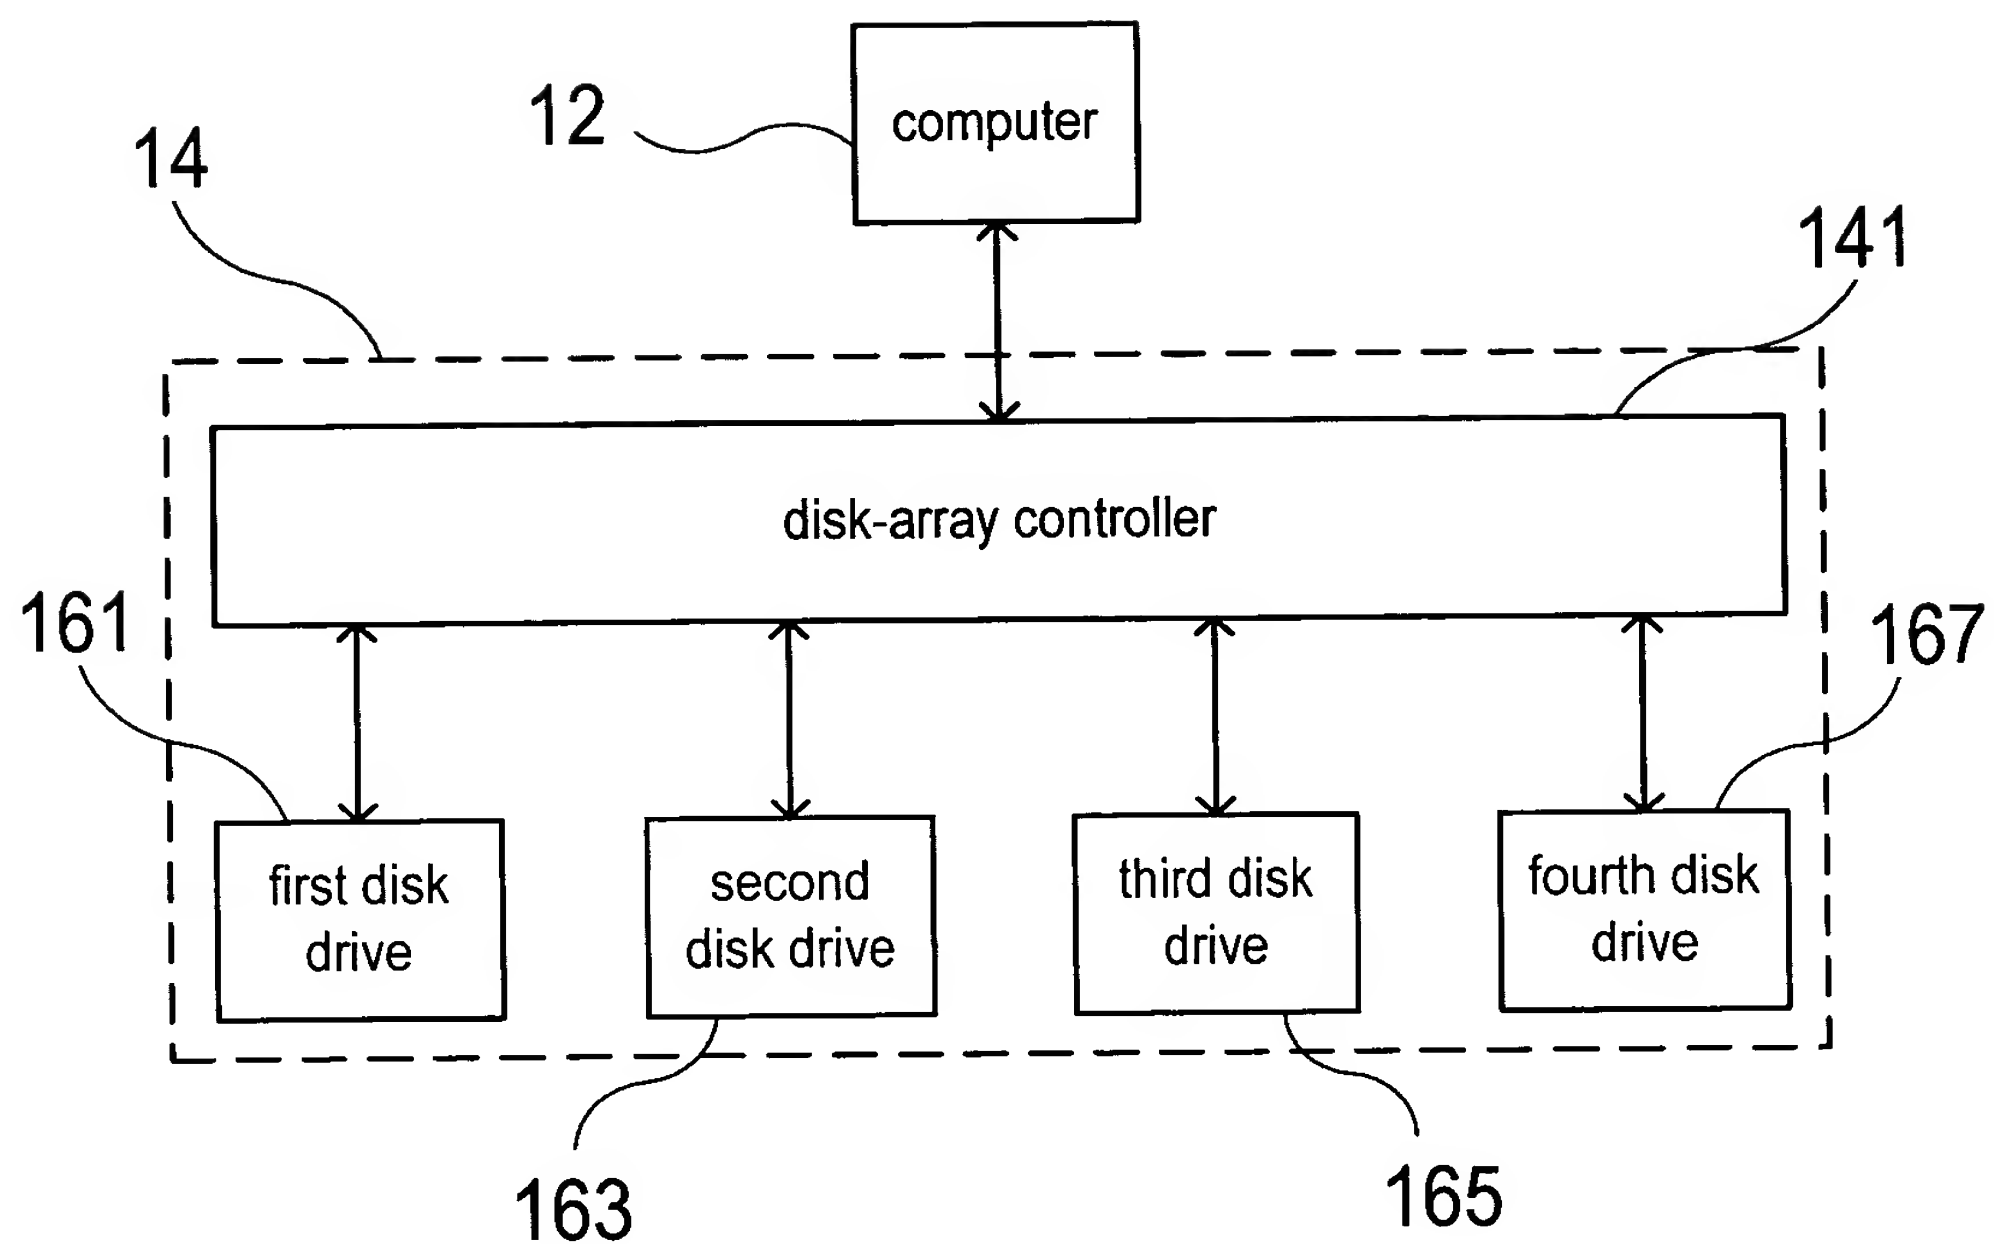 12
computer
14
141
disk-array controller
161
167
first disk
drive
second
disk drive
third disk
drive
fourth disk
drive
163
165